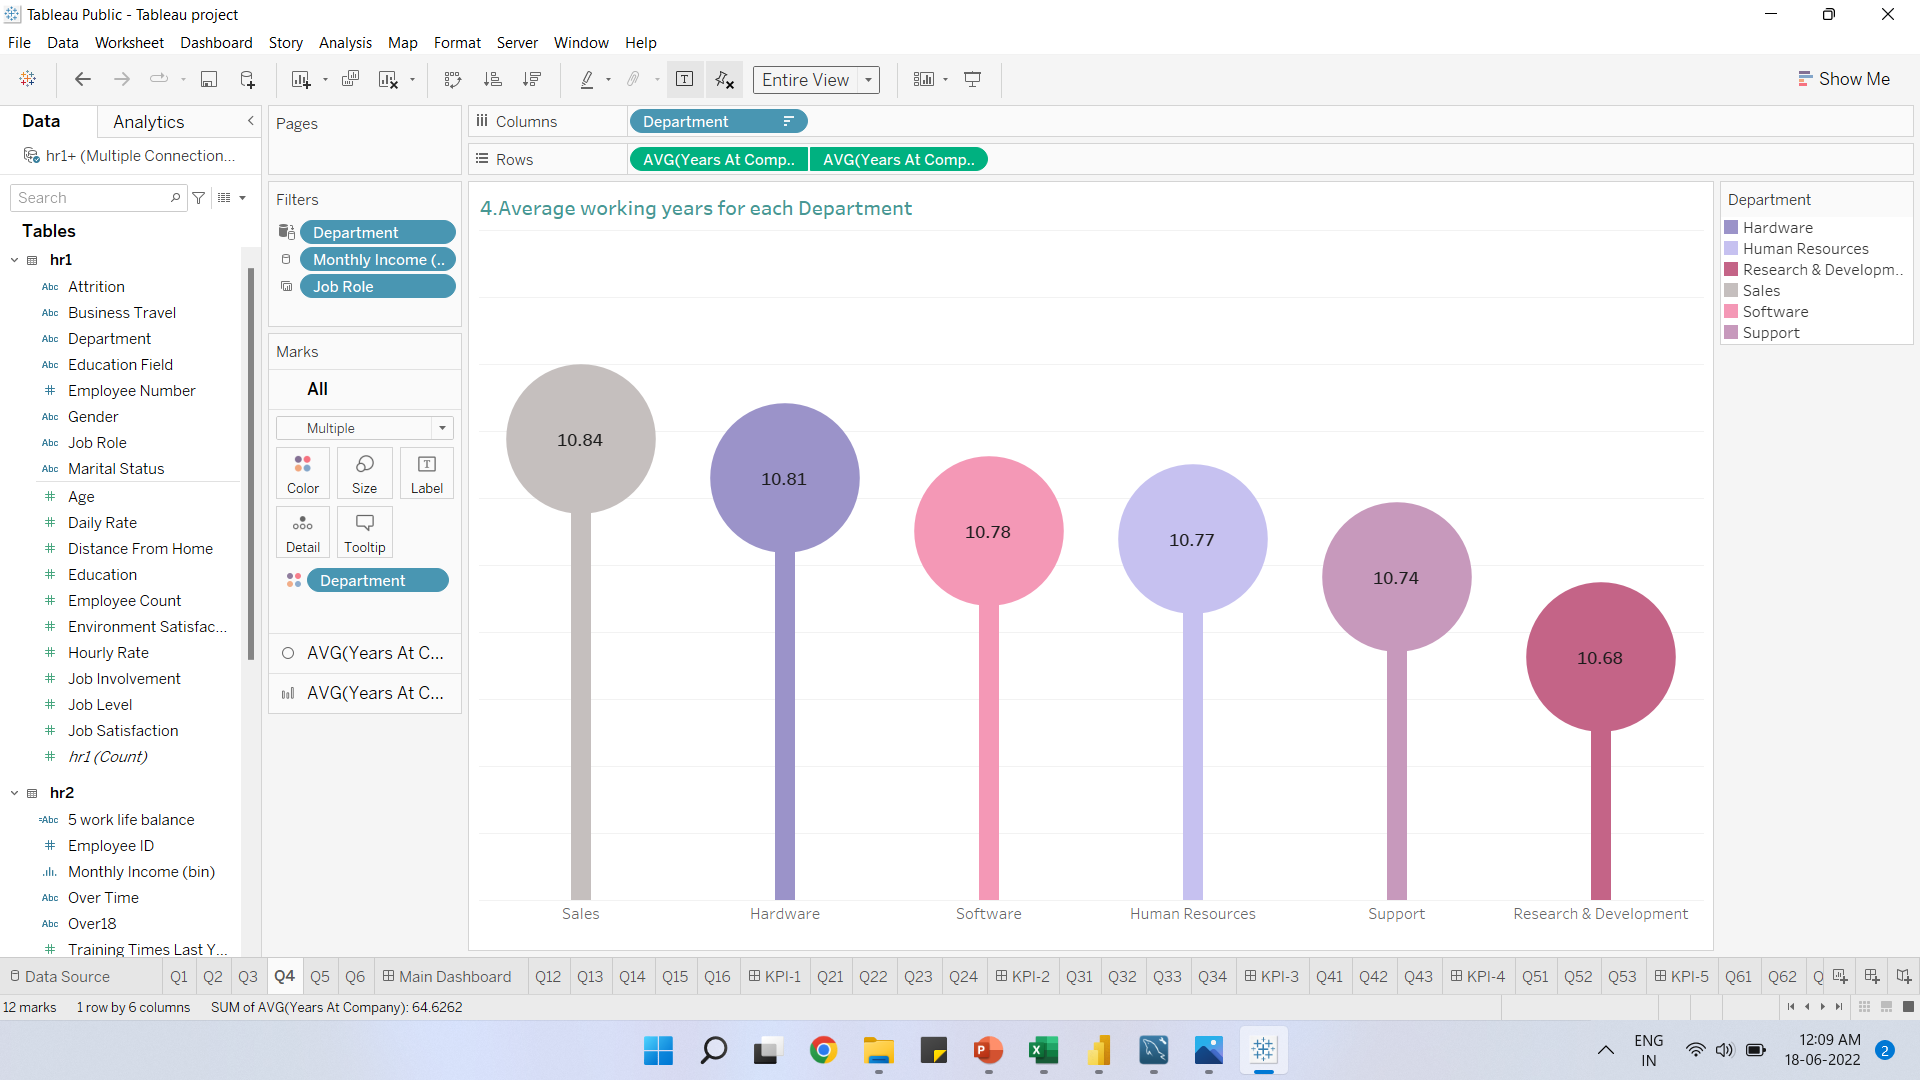 Tableau Public - Tableau project
File Data Worksheet Dashboard Story Analysis Map Format Server Window Help
Entire View
Show Me
Data Analytics
hr1+ (Multiple Connection...
Search
Tables
hr1
Abc Attrition
Abc Business Travel
Abc Department
Abc Education Field
# Employee Number
Abc Gender
Abc Job Role
Abc Marital Status
# Age
# Daily Rate
# Distance From Home
# Education
# Employee Count
# Environment Satisfac...
# Hourly Rate
# Job Involvement
# Job Level
# Job Satisfaction
# hr1 (Count)
hr2
=Abc 5 work life balance
# Employee ID
Monthly Income (bin)
Abc Over Time
Abc Over18
# Training Times Last Y...
Pages
Filters
Department
Monthly Income (..
Job Role
Marks
All
Multiple
Color Size Label
Detail Tooltip
Department
AVG(Years At C...
AVG(Years At C...
Columns Department
Rows AVG(Years At Comp.. AVG(Years At Comp..
4.Average working years for each Department
10.84
10.81
10.78
10.77
10.74
10.68
Sales Hardware Software Human Resources Support Research & Development
Department
Hardware
Human Resources
Research & Developm..
Sales
Software
Support
Data Source Q1 Q2 Q3 Q4 Q5 Q6 Main Dashboard Q12 Q13 Q14 Q15 Q16 KPI-1 Q21 Q22 Q23 Q24 KPI-2 Q31 Q32 Q33 Q34 KPI-3 Q41 Q42 Q43 KPI-4 Q51 Q52 Q53 KPI-5 Q61 Q62 Q
12 marks 1 row by 6 columns SUM of AVG(Years At Company): 64.6262
ENG
IN
12:09 AM
18-06-2022
2